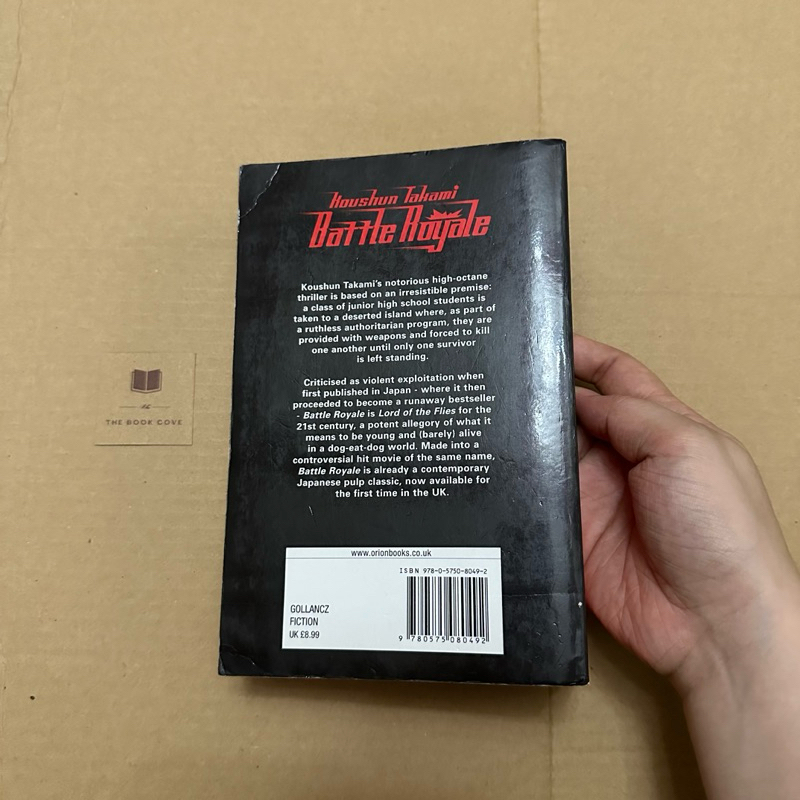 Koushun Takami
Battle Royale
Koushun Takami's notorious high-octane
thriller is based on an irresistible premise:
a class of junior high school students is
taken to a deserted island where, as part of
a ruthless authoritarian program, they are
provided with weapons and forced to kill
one another until only one survivor
is left standing.
Criticised as violent exploitation when
first published in Japan - where it then
proceeded to become a runaway bestseller
- Battle Royale is Lord of the Flies for the
21st century, a potent allegory of what it
means to be young and (barely) alive
in a dog-eat-dog world. Made into a
controversial hit movie of the same name,
Battle Royale is already a contemporary
Japanese pulp classic, now available for
the first time in the UK.
www.orionbooks.co.uk
ISBN 978-0-5750-8049-2
GOLLANCZ
FICTION
UK £8.99
9 780575 080492
The
THE BOOK COVE